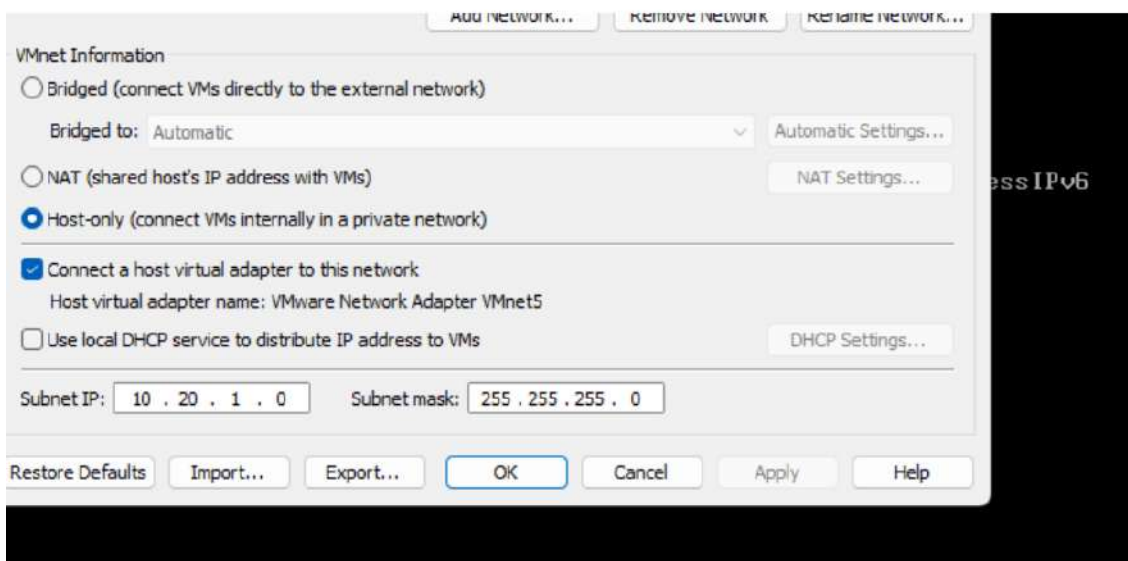 Add Network... Remove Network Rename Network...
VMnet Information
Bridged (connect VMs directly to the external network)
Bridged to: Automatic Automatic Settings...
NAT (shared host's IP address with VMs) NAT Settings...
essIPv6
Host-only (connect VMs internally in a private network)
Connect a host virtual adapter to this network
Host virtual adapter name: VMware Network Adapter VMnet5
Use local DHCP service to distribute IP address to VMs DHCP Settings...
Subnet IP: 10 . 20 . 1 . 0 Subnet mask: 255 . 255 . 255 . 0
Restore Defaults Import... Export... OK Cancel Apply Help